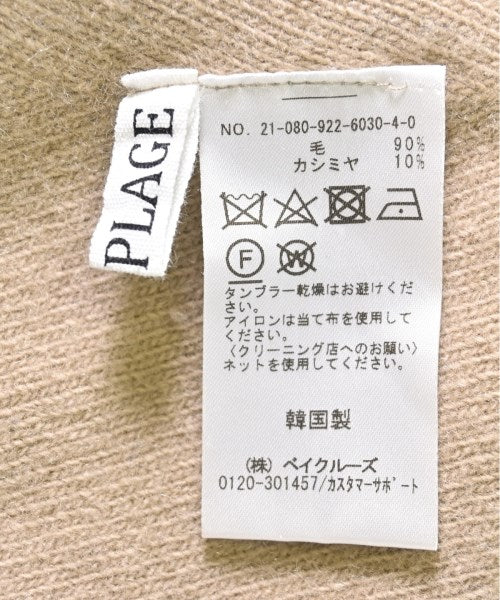 PLAGE
NO. 21-080-922-6030-4-0
毛 90%
カシミヤ 10%
F W
タンブラー乾燥はお避けくだ
さい。
アイロンは当て布を使用して
ください。
〈クリーニング店へのお願い〉
ネットを使用してください。
韓国製
(株) ベイクルーズ
0120-301457/カスタマーサポート